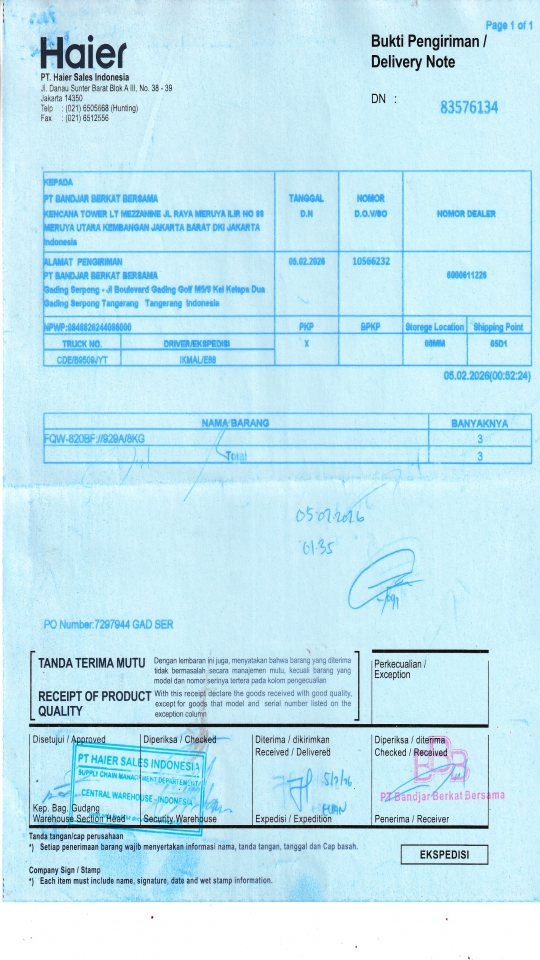 Page 1 of 1
Haier
Bukti Pengiriman /
Delivery Note
PT. Haier Sales Indonesia
Jl. Danau Sunter Barat Blok A III, No. 38 - 39
Jakarta 14350
Telp : (021) 6505668 (Hunting)
Fax : (021) 6512556
DN : 83576134
KEPADA
PT BANDJAR BERKAT BERSAMA
KENCANA TOWER LT MEZZANINE JL RAYA MERUYA ILIR NO 88
MERUYA UTARA KEMBANGAN JAKARTA BARAT DKI JAKARTA
Indonesia
TANGGAL
D.N
NOMOR
D.O.V/SO
NOMOR DEALER
ALAMAT PENGIRIMAN
PT BANDJAR BERKAT BERSAMA
Gading Serpong - Jl Boulevard Gading Golf M5/9 Kel Kelapa Dua
Gading Serpong Tangerang Tangerang Indonesia
05.02.2026
10566232
6000611226
PKP
BPKP
Storege Location
Shipping Point
TRUCK NO.
DRIVER/EKSPEDISI
X
CDE/B9509JYT
IKMAL/E88
05.02.2026(00:52:24)
NAMA BARANG
BANYAKNYA
FQW-820BF://929A/8KG
3
Total
3
05.02.2026
01.35
PO Number:7297944 GAD SER
TANDA TERIMA MUTU
Dengan lembaran ini juga, menyatakan bahwa barang yang diterima
tidak bermasalah secara manajemen mutu, kecuali barang yang
model dan nomor serinya tertera pada kolom pengecualian
RECEIPT OF PRODUCT
QUALITY
With this receipt declare the goods received with good quality,
except for goods that model and serial number listed on the
exception column
Perkecualian /
Exception
Disetujui / Approved
Diperiksa / Checked
Diterima / dikirimkan
Received / Delivered
Diperiksa / diterima
Checked / Received
PT HAIER SALES INDONESIA
SUPPLY CHAIN MANAGEMENT DEPARTEMENT
CENTRAL WAREHOUSE - INDONESIA
BBB
PT Bandjar Berkat Bersama
Kep. Bag. Gudang
Warehouse Section Head
Security Warehouse
Expedisi / Expedition
Penerima / Receiver
Tanda tangan/cap perusahaan
*) Setiap penerimaan barang wajib menyertakan informasi nama, tanda tangan, tanggal dan Cap basah.
EKSPEDISI
Company Sign / Stamp
*) Each item must include name, signature, date and wet stamp information.